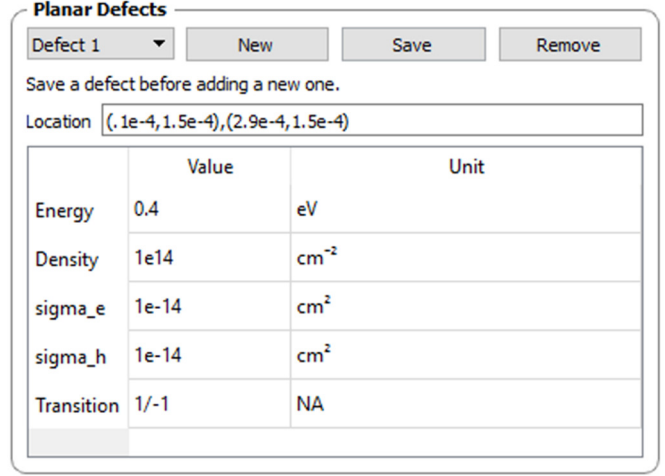 Planar Defects
Defect 1 New Save Remove
Save a defect before adding a new one.
Location (.1e-4,1.5e-4),(2.9e-4,1.5e-4)
Value Unit
Energy 0.4 eV
Density 1e14 cm⁻²
sigma_e 1e-14 cm²
sigma_h 1e-14 cm²
Transition 1/-1 NA